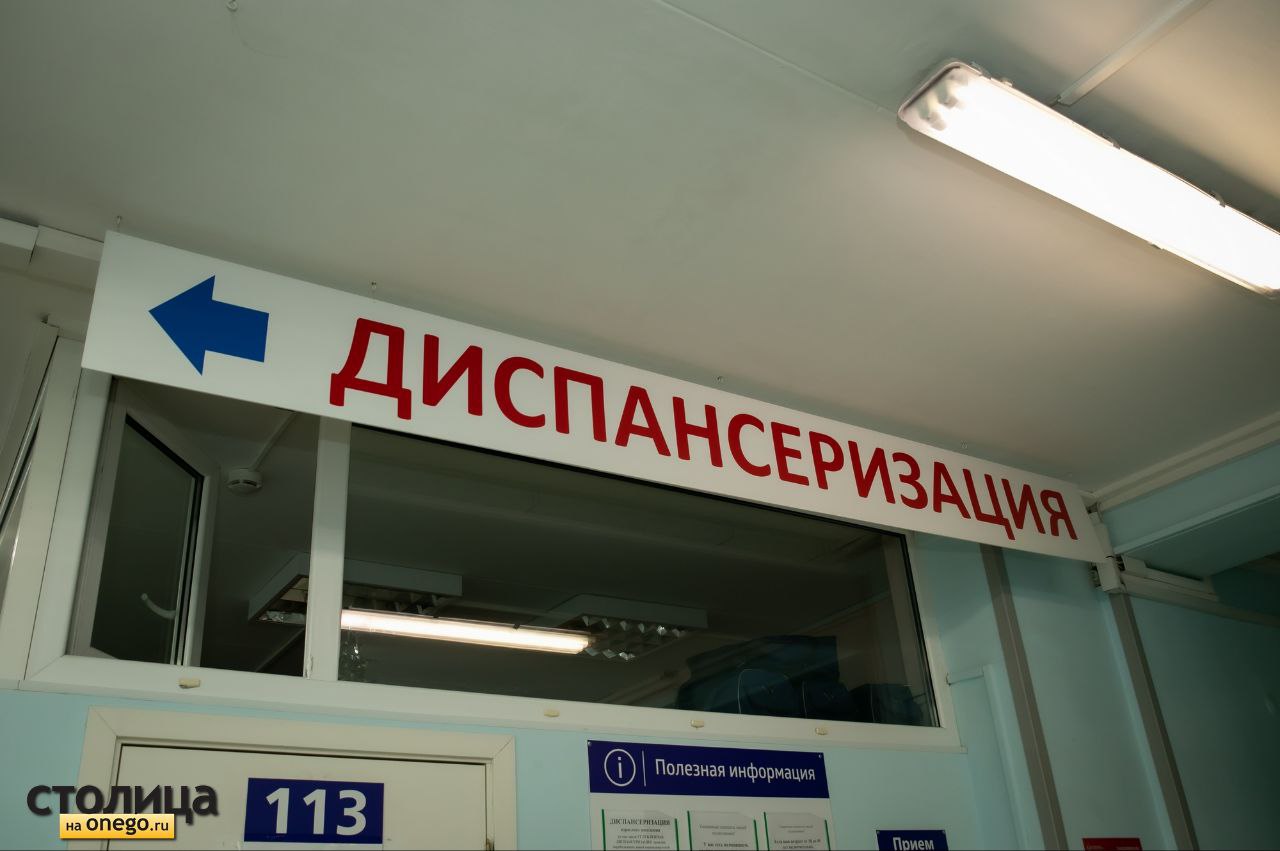 ДИСПАНСЕРИЗАЦИЯ
113
Полезная информация
ДИСПАНСЕРИЗАЦИЯ
Прием
столица
на onego.ru